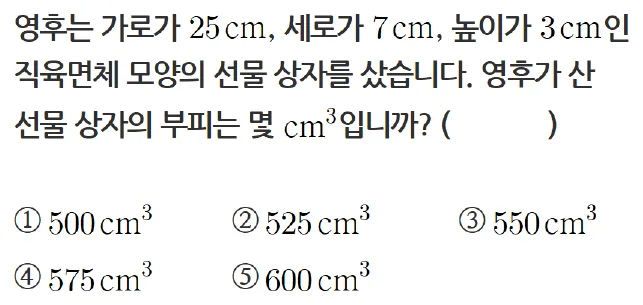 영후는 가로가 25 cm, 세로가 7 cm, 높이가 3 cm인
직육면체 모양의 선물 상자를 샀습니다. 영후가 산
선물 상자의 부피는 몇 cm³입니까? ( )
① 500 cm³ ② 525 cm³ ③ 550 cm³
④ 575 cm³ ⑤ 600 cm³